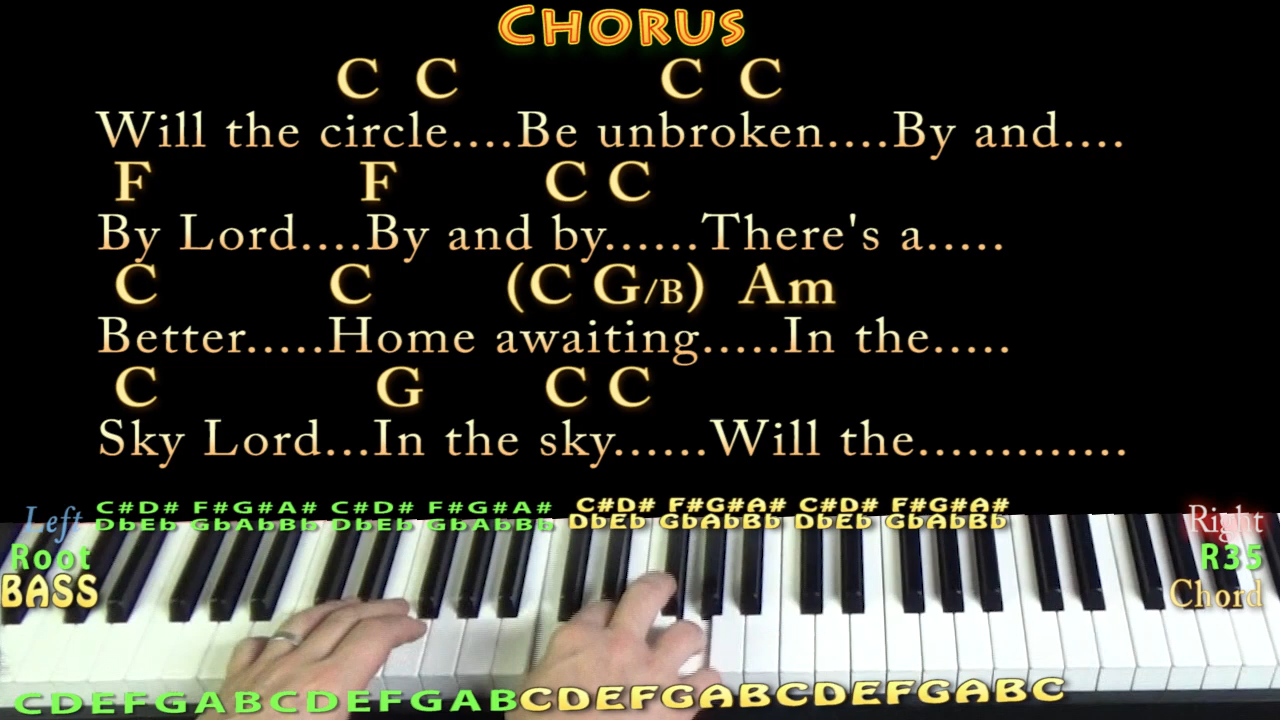 CHORUS
C C C C
Will the circle....Be unbroken....By and....
F F C C
By Lord....By and by......There's a.....
C C (C G/B) Am
Better.....Home awaiting.....In the.....
C G C C
Sky Lord...In the sky......Will the.............
Left C#D# F#G#A# C#D# F#G#A# C#D# F#G#A# C#D# F#G#A# Right
DbEb GbAbBb DbEb GbAbBb DbEb GbAbBb DbEb GbAbBb
Root R35
BASS Chord
CDEFGABCDEFGABCDEFGABCDEFGABC